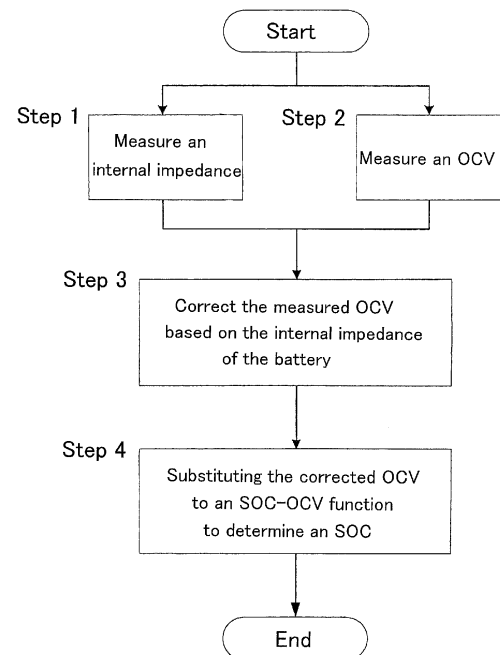 Start
Step 1
Measure an
internal impedance
Step 2
Measure an OCV
Step 3
Correct the measured OCV
based on the internal impedance
of the battery
Step 4
Substituting the corrected OCV
to an SOC-OCV function
to determine an SOC
End